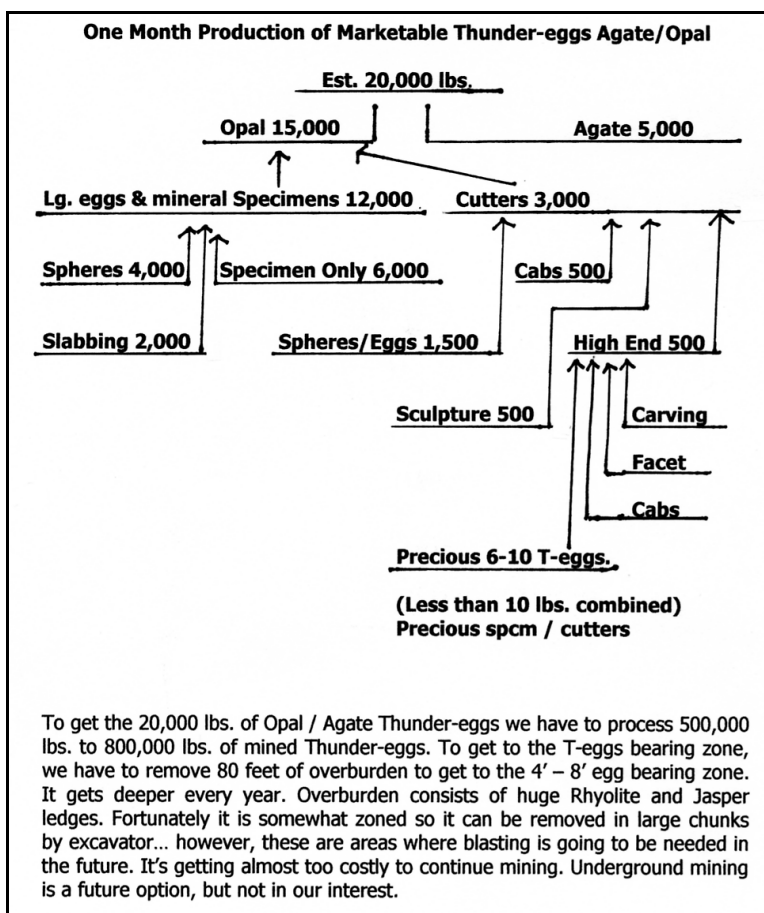 One Month Production of Marketable Thunder-eggs Agate/Opal
Est. 20,000 lbs.
Opal 15,000
Agate 5,000
Lg. eggs & mineral Specimens 12,000
Cutters 3,000
Spheres 4,000
Specimen Only 6,000
Cabs 500
Slabbing 2,000
Spheres/Eggs 1,500
High End 500
Sculpture 500
Carving
Facet
Cabs
Precious 6-10 T-eggs.
(Less than 10 lbs. combined)
Precious spcm / cutters
To get the 20,000 lbs. of Opal / Agate Thunder-eggs we have to process 500,000
lbs. to 800,000 lbs. of mined Thunder-eggs. To get to the T-eggs bearing zone,
we have to remove 80 feet of overburden to get to the 4’ – 8’ egg bearing zone.
It gets deeper every year. Overburden consists of huge Rhyolite and Jasper
ledges. Fortunately it is somewhat zoned so it can be removed in large chunks
by excavator... however, these are areas where blasting is going to be needed in
the future. It’s getting almost too costly to continue mining. Underground mining
is a future option, but not in our interest.